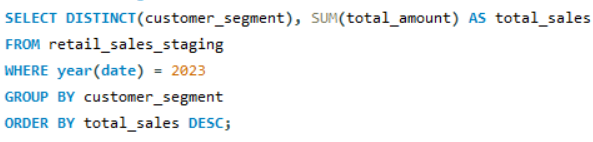 SELECT DISTINCT(customer_segment), SUM(total_amount) AS total_sales
FROM retail_sales_staging
WHERE year(date) = 2023
GROUP BY customer_segment
ORDER BY total_sales DESC;